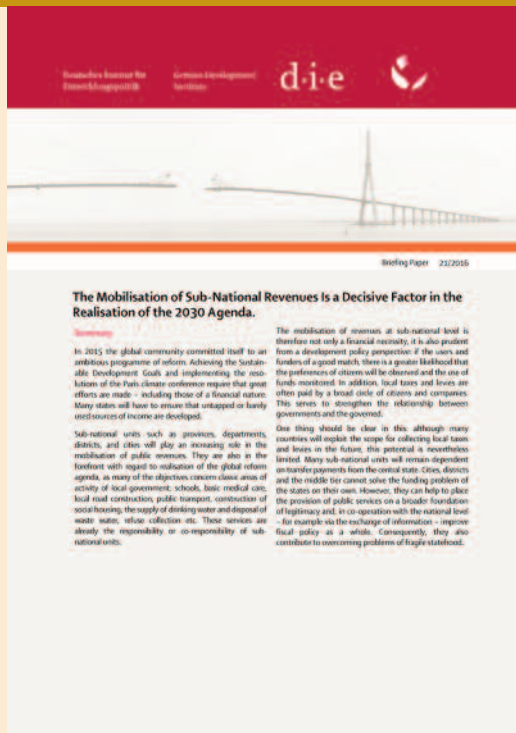 Deutsches Institut für
Entwicklungspolitik
German Development
Institute
d·i·e
Briefing Paper 21/2016
The Mobilisation of Sub-National Revenues Is a Decisive Factor in the
Realisation of the 2030 Agenda.
Summary
In 2015 the global community committed itself to an
ambitious programme of reform. Achieving the Sustain-
able Development Goals and implementing the reso-
lutions of the Paris climate conference require that great
efforts are made – including those of a financial nature.
Many states will have to ensure that untapped or barely
used sources of income are developed.
Sub-national units such as provinces, departments,
districts, and cities will play an increasing role in the
mobilisation of public revenues. They are also in the
forefront with regard to realisation of the global reform
agenda, as many of the objectives concern classic areas of
activity of local government: schools, basic medical care,
local road construction, public transport, construction of
social housing, the supply of drinking water and disposal of
waste water, refuse collection etc. These services are
already the responsibility or co-responsibility of sub-
national units.
The mobilisation of revenues at sub-national level is
therefore not only a financial necessity, it is also prudent
from a development policy perspective: if the users and
funders of a good match, there is a greater likelihood that
the preferences of citizens will be observed and the use of
funds monitored. In addition, local taxes and levies are
often paid by a broad circle of citizens and companies.
This serves to strengthen the relationship between
governments and the governed.
One thing should be clear in this: although many
countries will exploit the scope for collecting local taxes
and levies in the future, this potential is nevertheless
limited. Many sub-national units will remain dependent
on transfer payments from the central state. Cities, districts
and the middle tier cannot solve the funding problem of
the states on their own. However, they can help to place
the provision of public services on a broader foundation
of legitimacy and, in co-operation with the national level
– for example via the exchange of information – improve
fiscal policy as a whole. Consequently, they also
contribute to overcoming problems of fragile statehood.